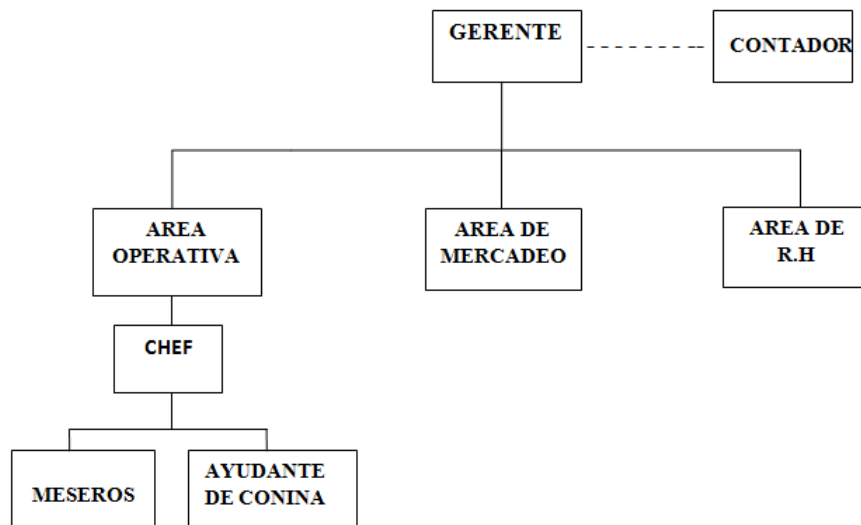 GERENTE
CONTADOR
AREA
OPERATIVA
AREA DE
MERCADEO
AREA DE
R.H
CHEF
MESEROS
AYUDANTE
DE CONINA